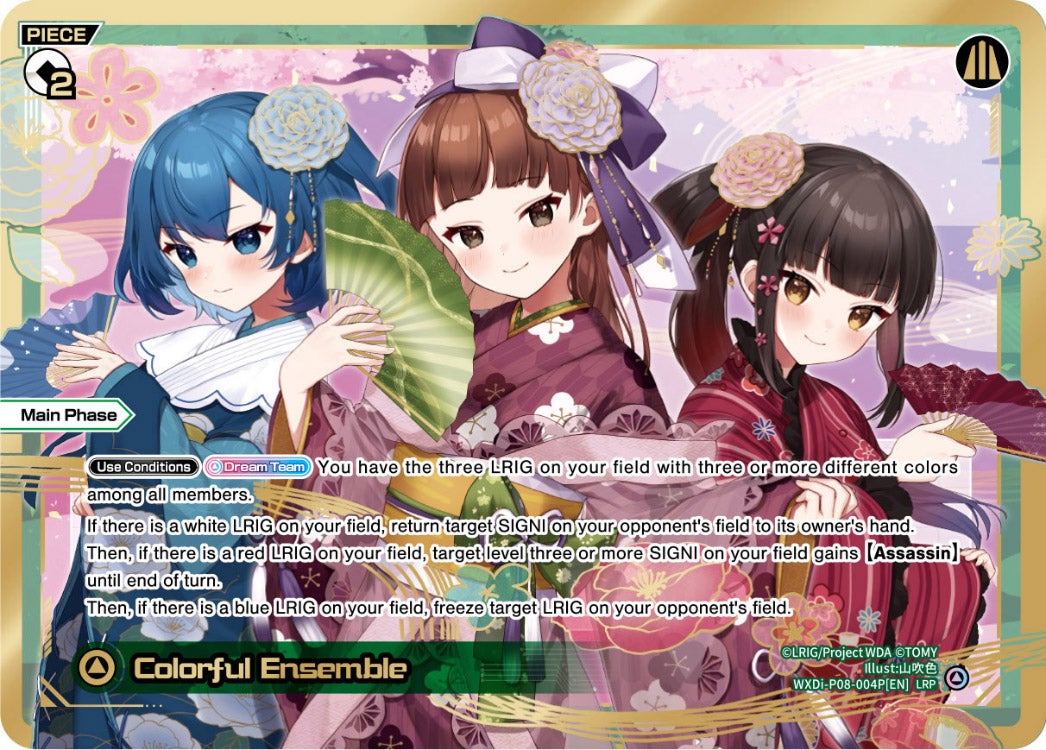 PIECE
2
Main Phase
Use Conditions Dream Team You have the three LRIG on your field with three or more different colors
among all members.
If there is a white LRIG on your field, return target SIGNI on your opponent's field to its owner's hand.
Then, if there is a red LRIG on your field, target level three or more SIGNI on your field gains 【Assassin】
until end of turn.
Then, if there is a blue LRIG on your field, freeze target LRIG on your opponent's field.
Colorful Ensemble
©LRIG/Project WDA ©TOMY
Illust:山吹色
WXDi-P08-004P[EN] LRP